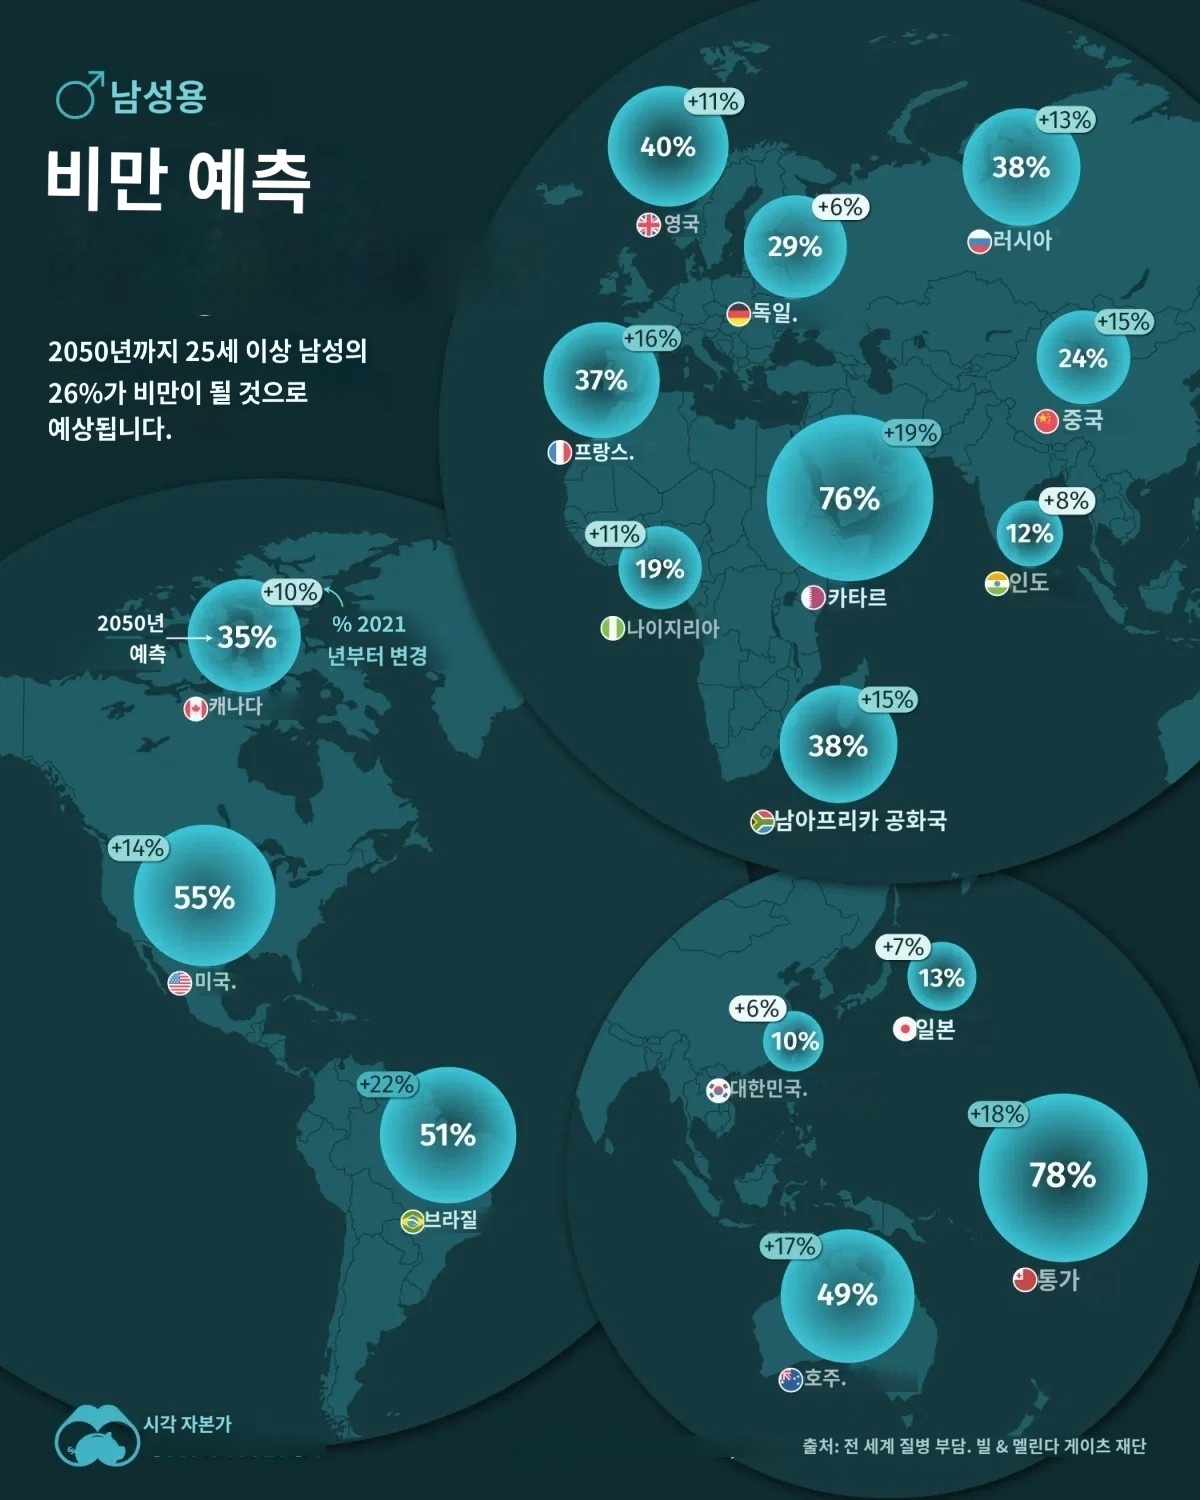 남성용
비만 예측
2050년까지 25세 이상 남성의
26%가 비만이 될 것으로
예상됩니다.
+11%
40%
영국
+13%
38%
러시아
+6%
29%
독일.
+16%
37%
프랑스.
+15%
24%
중국
+19%
76%
카타르
+8%
12%
인도
+11%
19%
나이지리아
+15%
38%
남아프리카 공화국
2050년
예측
+10%
35%
% 2021
년부터 변경
캐나다
+14%
55%
미국.
+22%
51%
브라질
+7%
13%
일본
+6%
10%
대한민국.
+18%
78%
통가
+17%
49%
호주.
시각 자본가
출처: 전 세계 질병 부담. 빌 & 멜린다 게이츠 재단